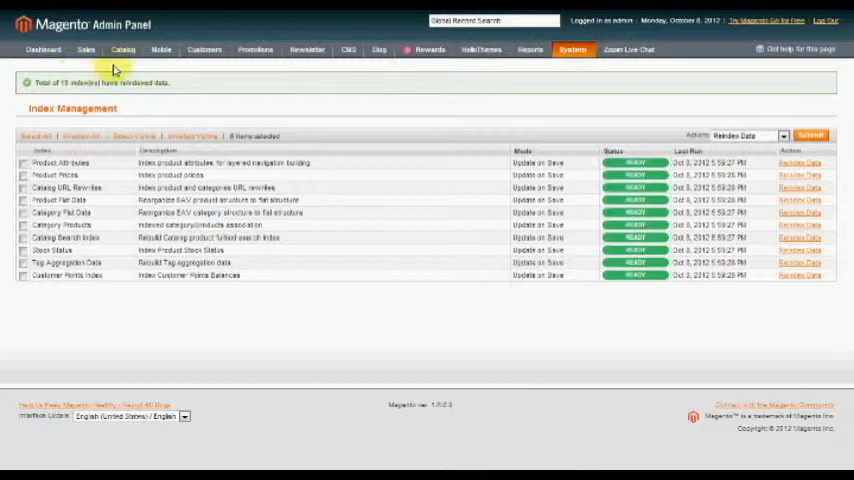 Magento Admin Panel
Global Record Search
Logged in as admin | Monday, October 8, 2012 | Try Magento Go for Free | Log Out
Dashboard Sales Catalog Mobile Customers Promotions Newsletter CMS Blog Rewards HelloThemes Reports System Zopim Live Chat Get help for this page
Total of 10 index(es) have reindexed data.
Index Management
Select All | Unselect All | Select Visible | Unselect Visible | 0 items selected Actions Reindex Data Submit
Index Description Mode Status Last Run Action
Product Attributes Index product attributes for layered navigation building Update on Save READY Oct 8, 2012 5:59:27 PM Reindex Data
Product Prices Index product prices Update on Save READY Oct 8, 2012 5:59:27 PM Reindex Data
Catalog URL Rewrites Index product and categories URL rewrites Update on Save READY Oct 8, 2012 5:59:27 PM Reindex Data
Product Flat Data Reorganize EAV product structure to flat structure Update on Save READY Oct 8, 2012 5:59:28 PM Reindex Data
Category Flat Data Reorganize EAV category structure to flat structure Update on Save READY Oct 8, 2012 5:59:27 PM Reindex Data
Category Products Indexed category/products association Update on Save READY Oct 8, 2012 5:59:28 PM Reindex Data
Catalog Search Index Rebuild Catalog product fulltext search index Update on Save READY Oct 8, 2012 5:59:28 PM Reindex Data
Stock Status Index Product Stock Status Update on Save READY Oct 8, 2012 5:59:27 PM Reindex Data
Tag Aggregation Data Rebuild Tag aggregation data Update on Save READY Oct 8, 2012 5:59:28 PM Reindex Data
Customer Points Index Index Customer Points Balances Update on Save READY Oct 8, 2012 5:59:28 PM Reindex Data
Help Us Keep Magento Healthy - Report All Bugs Magento ver. Connect with the Magento Community
Interface Locale: English (United States) / English Magento™ is a trademark of Magento Inc.
Copyright © 2012 Magento Inc.